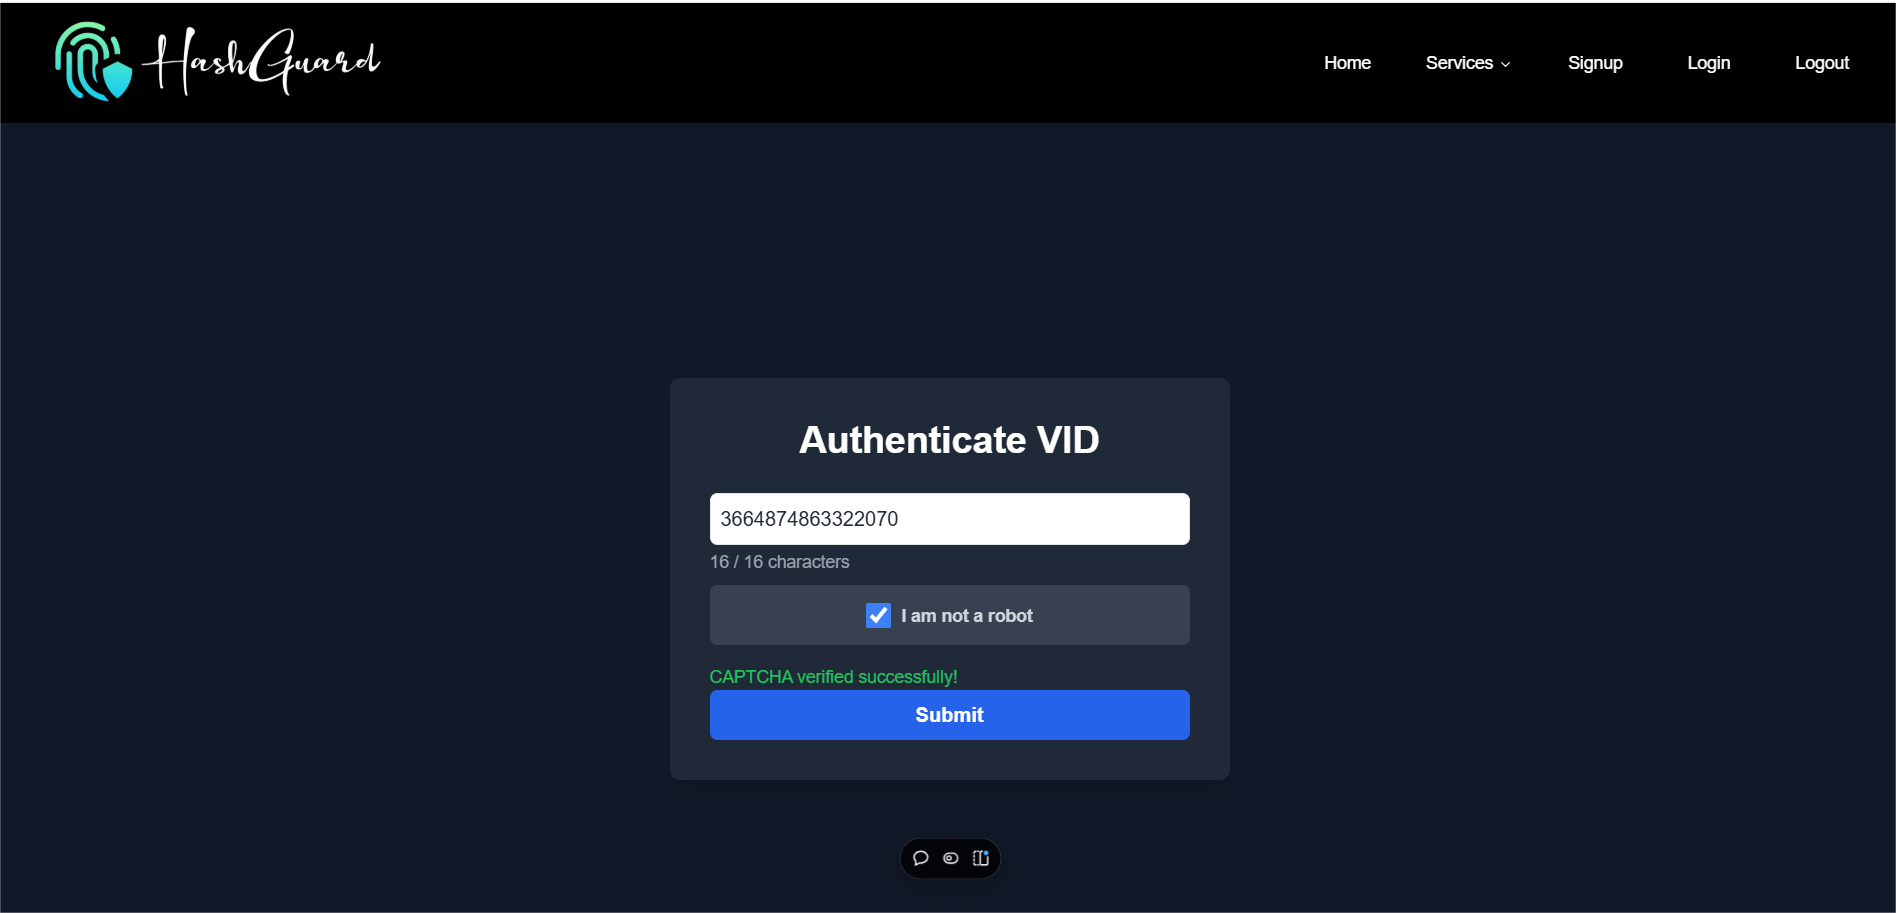 HashGuard
Home Services Signup Login Logout
Authenticate VID
3664874863322070
16 / 16 characters
I am not a robot
CAPTCHA verified successfully!
Submit